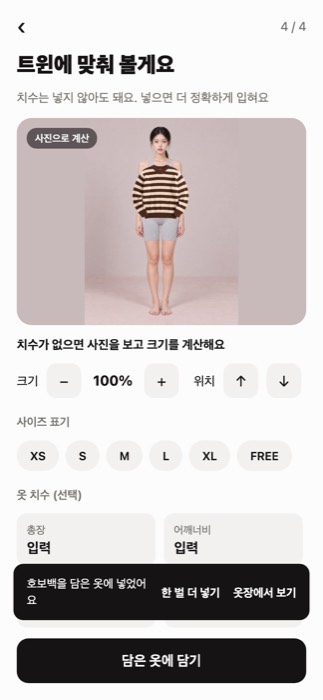 4 / 4
트윈에 맞춰 볼게요
치수는 넣지 않아도 돼요. 넣으면 더 정확하게 입혀요
사진으로 계산
치수가 없으면 사진을 보고 크기를 계산해요
크기 − 100% + 위치 ↑ ↓
사이즈 표기
XS S M L XL FREE
옷 치수 (선택)
총장 어깨너비
입력 입력
호보백을 담은 옷에 넣었어
요
한 벌 더 넣기 옷장에서 보기
담은 옷에 담기